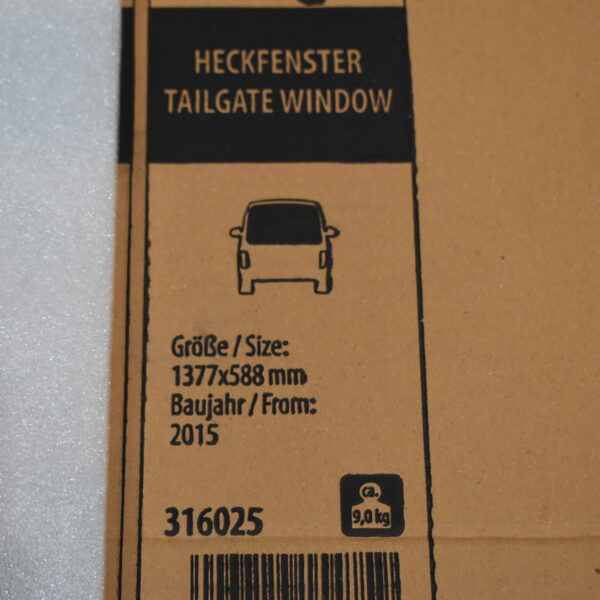 HECKFENSTER
TAILGATE WINDOW
Größe / Size:
1377x588 mm
Baujahr / From:
2015
ca.
9,0 kg
316025